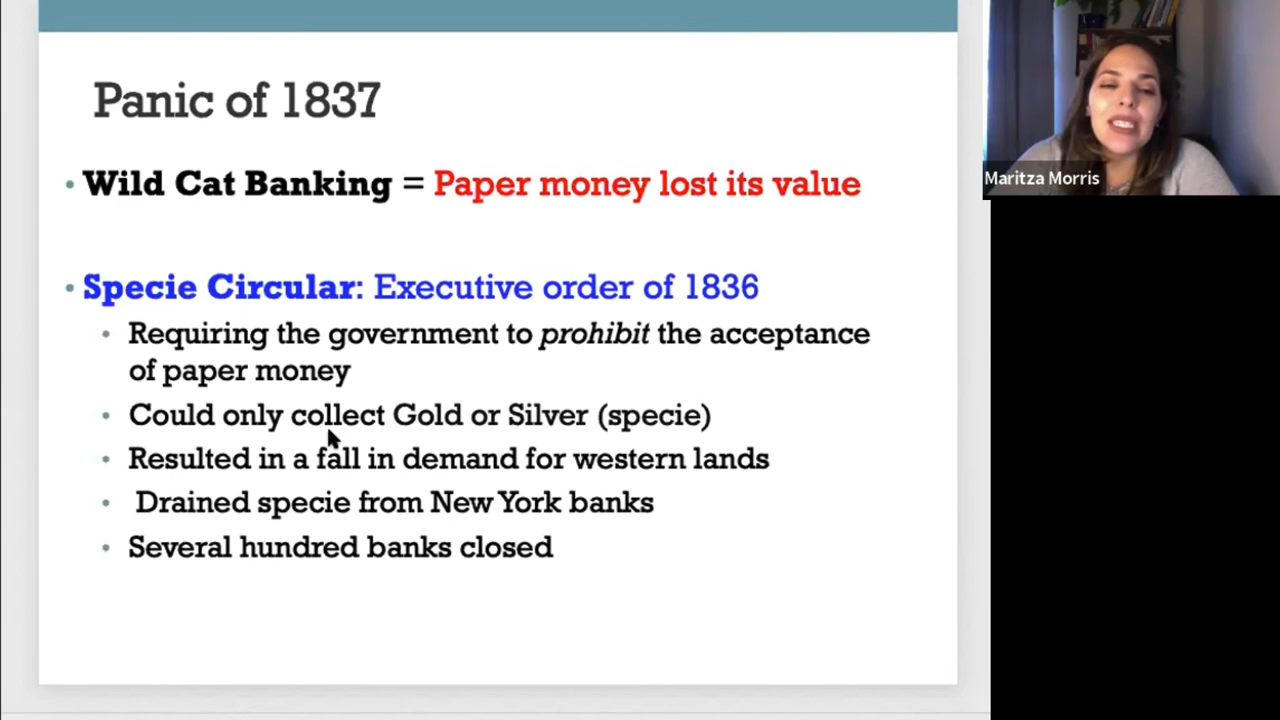 Panic of 1837
• Wild Cat Banking = Paper money lost its value
• Specie Circular: Executive order of 1836
• Requiring the government to prohibit the acceptance
of paper money
• Could only collect Gold or Silver (specie)
• Resulted in a fall in demand for western lands
• Drained specie from New York banks
• Several hundred banks closed
Maritza Morris